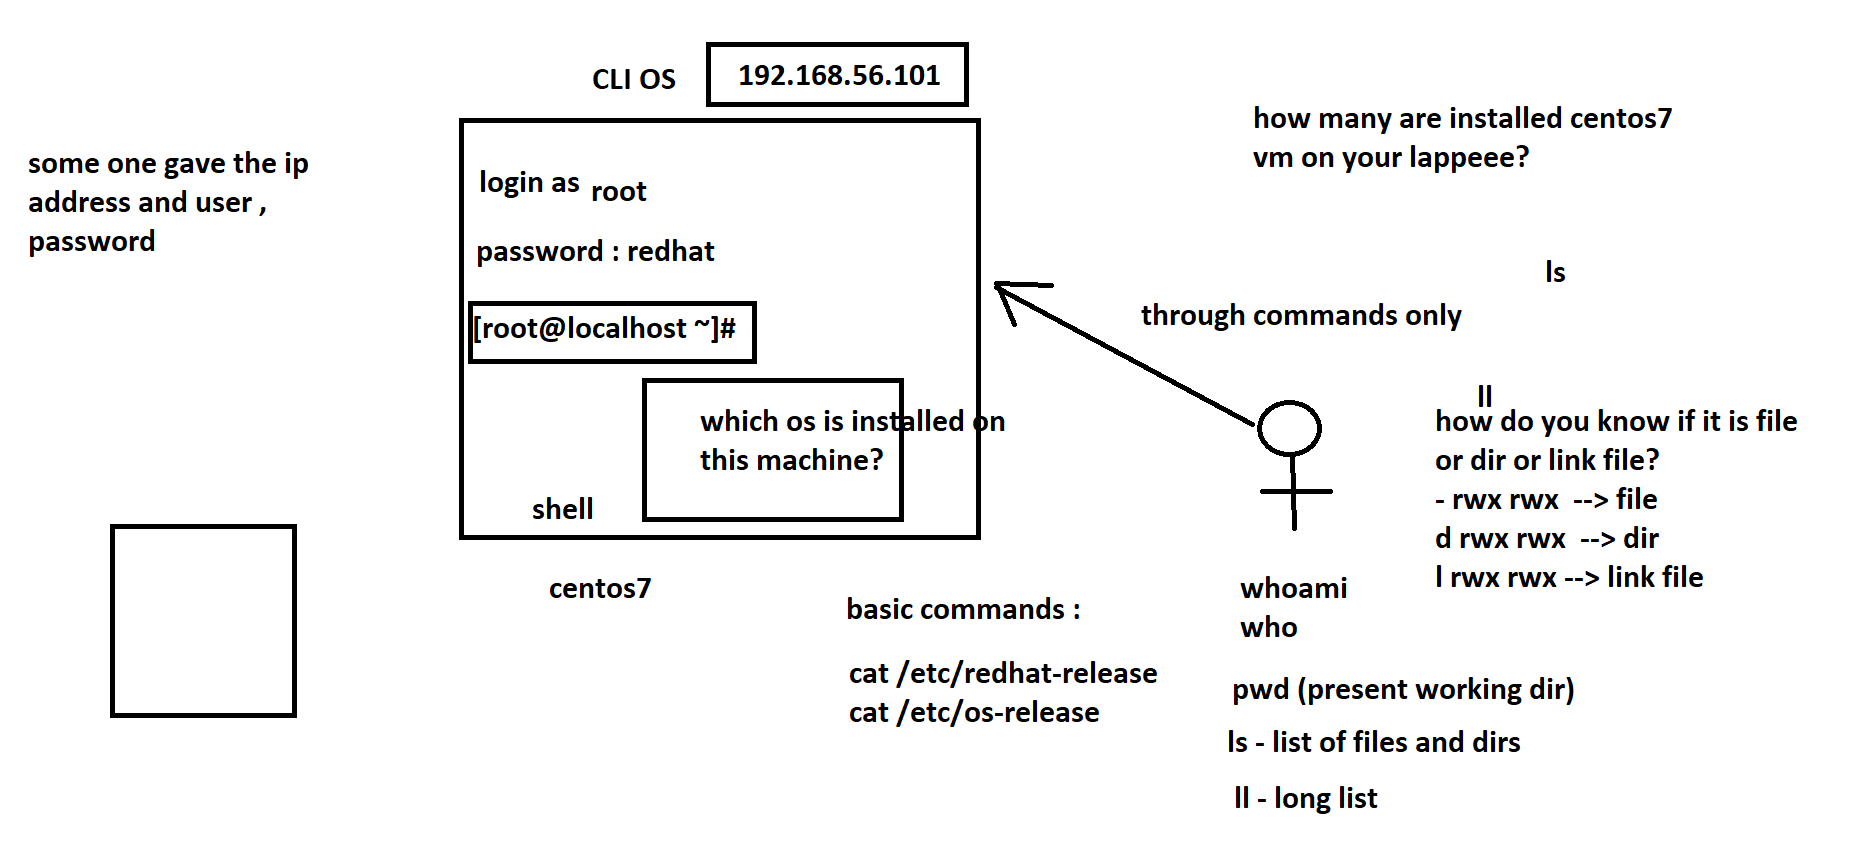 CLI OS
192.168.56.101
some one gave the ip
address and user ,
password
login as root
password : redhat
[root@localhost ~]#
which os is installed on
this machine?
shell
centos7
how many are installed centos7
vm on your lappeee?
ls
through commands only
ll
how do you know if it is file
or dir or link file?
- rwx rwx  --> file
d rwx rwx  --> dir
l rwx rwx --> link file
basic commands :
cat /etc/redhat-release
cat /etc/os-release
whoami
who
pwd (present working dir)
ls - list of files and dirs
ll - long list